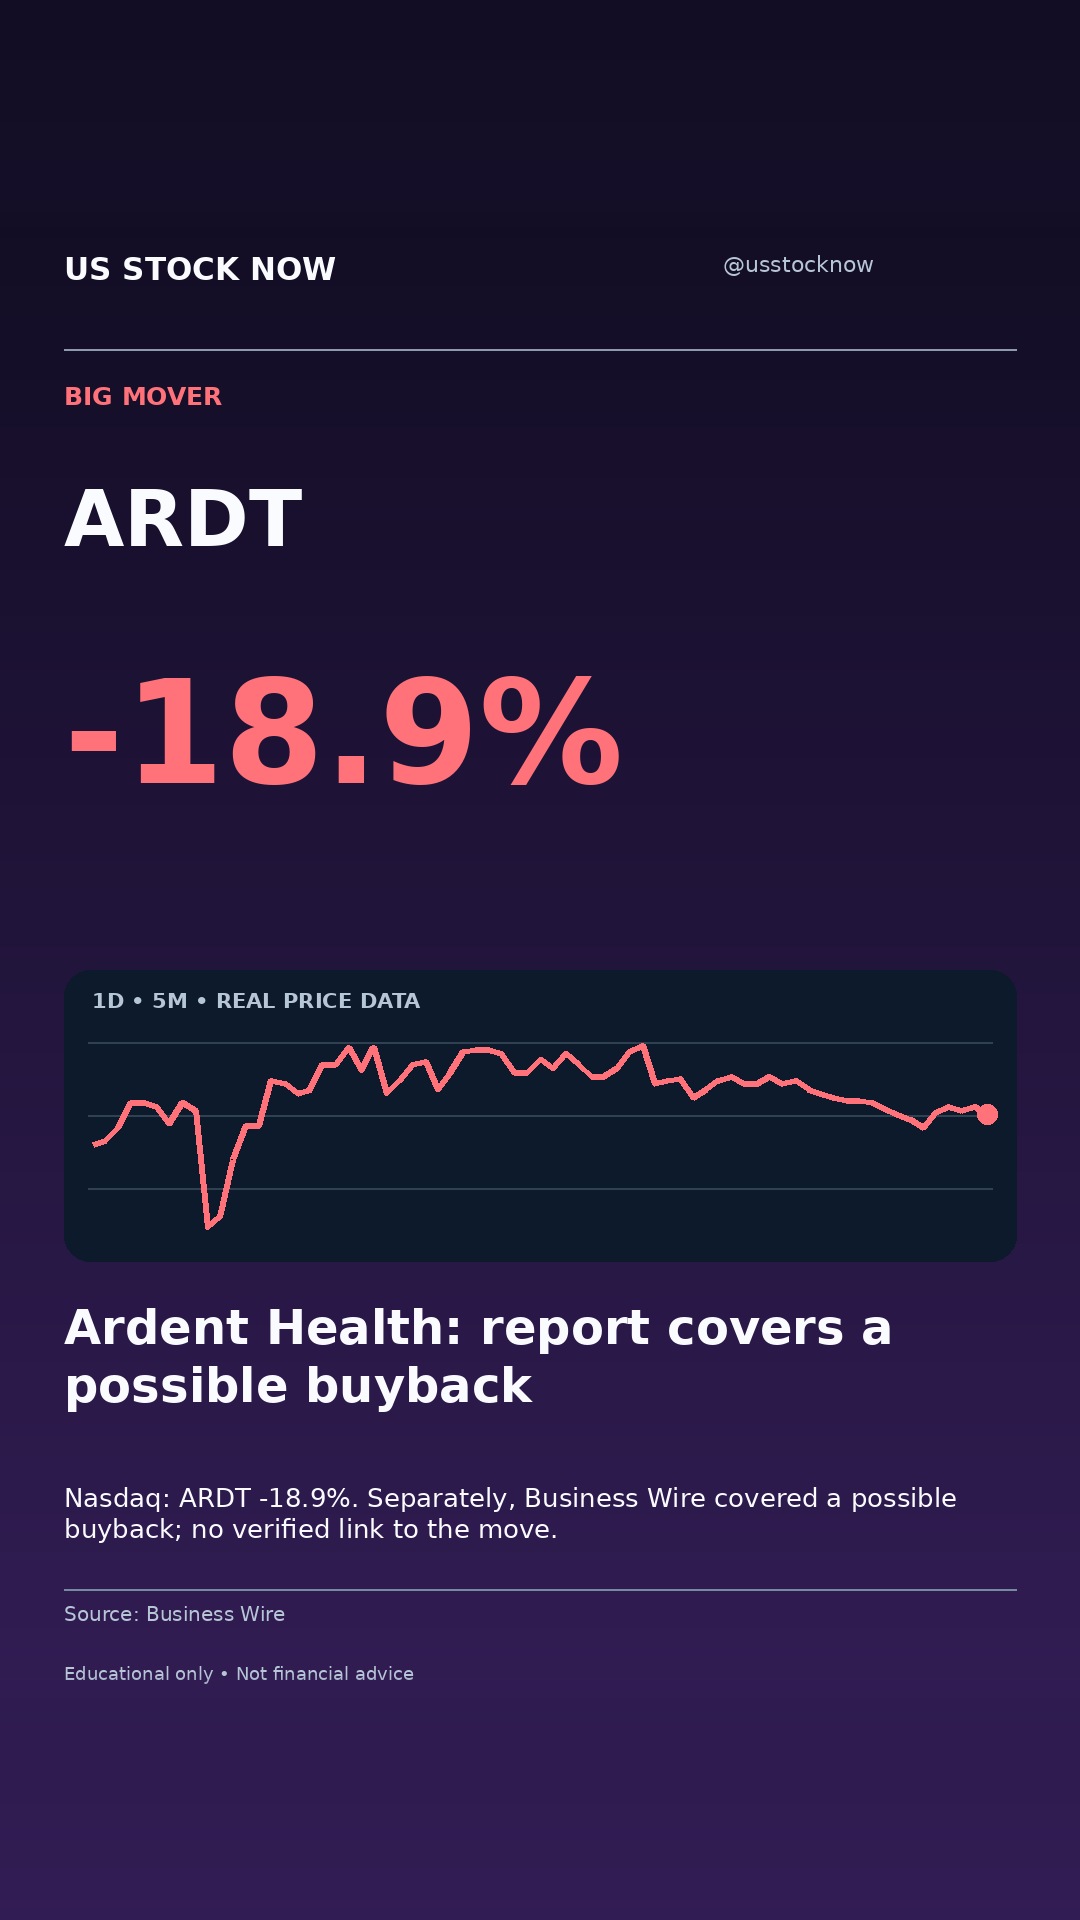 US STOCK NOW
@usstocknow
BIG MOVER
ARDT
-18.9%
1D • 5M • REAL PRICE DATA
Ardent Health: report covers a
possible buyback
Nasdaq: ARDT -18.9%. Separately, Business Wire covered a possible
buyback; no verified link to the move.
Source: Business Wire
Educational only • Not financial advice